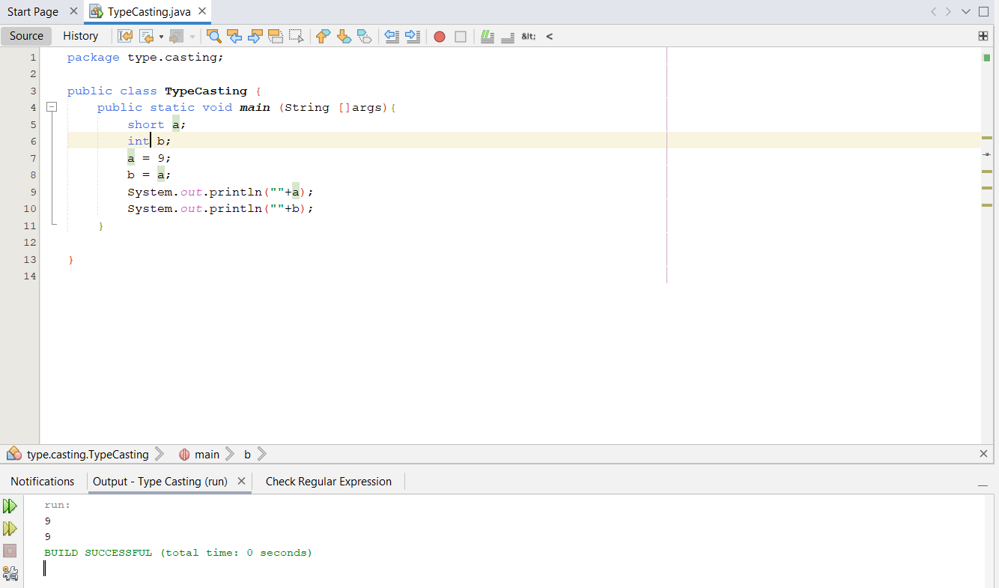 Start Page TypeCasting.java
Source History &lt; <
1 package type.casting;
2
3 public class TypeCasting {
4 public static void main (String []args){
5 short a;
6 int b;
7 a = 9;
8 b = a;
9 System.out.println(""+a);
10 System.out.println(""+b);
11 }
12
13 }
14
type.casting.TypeCasting main b
Notifications Output - Type Casting (run) Check Regular Expression
run:
9
9
BUILD SUCCESSFUL (total time: 0 seconds)